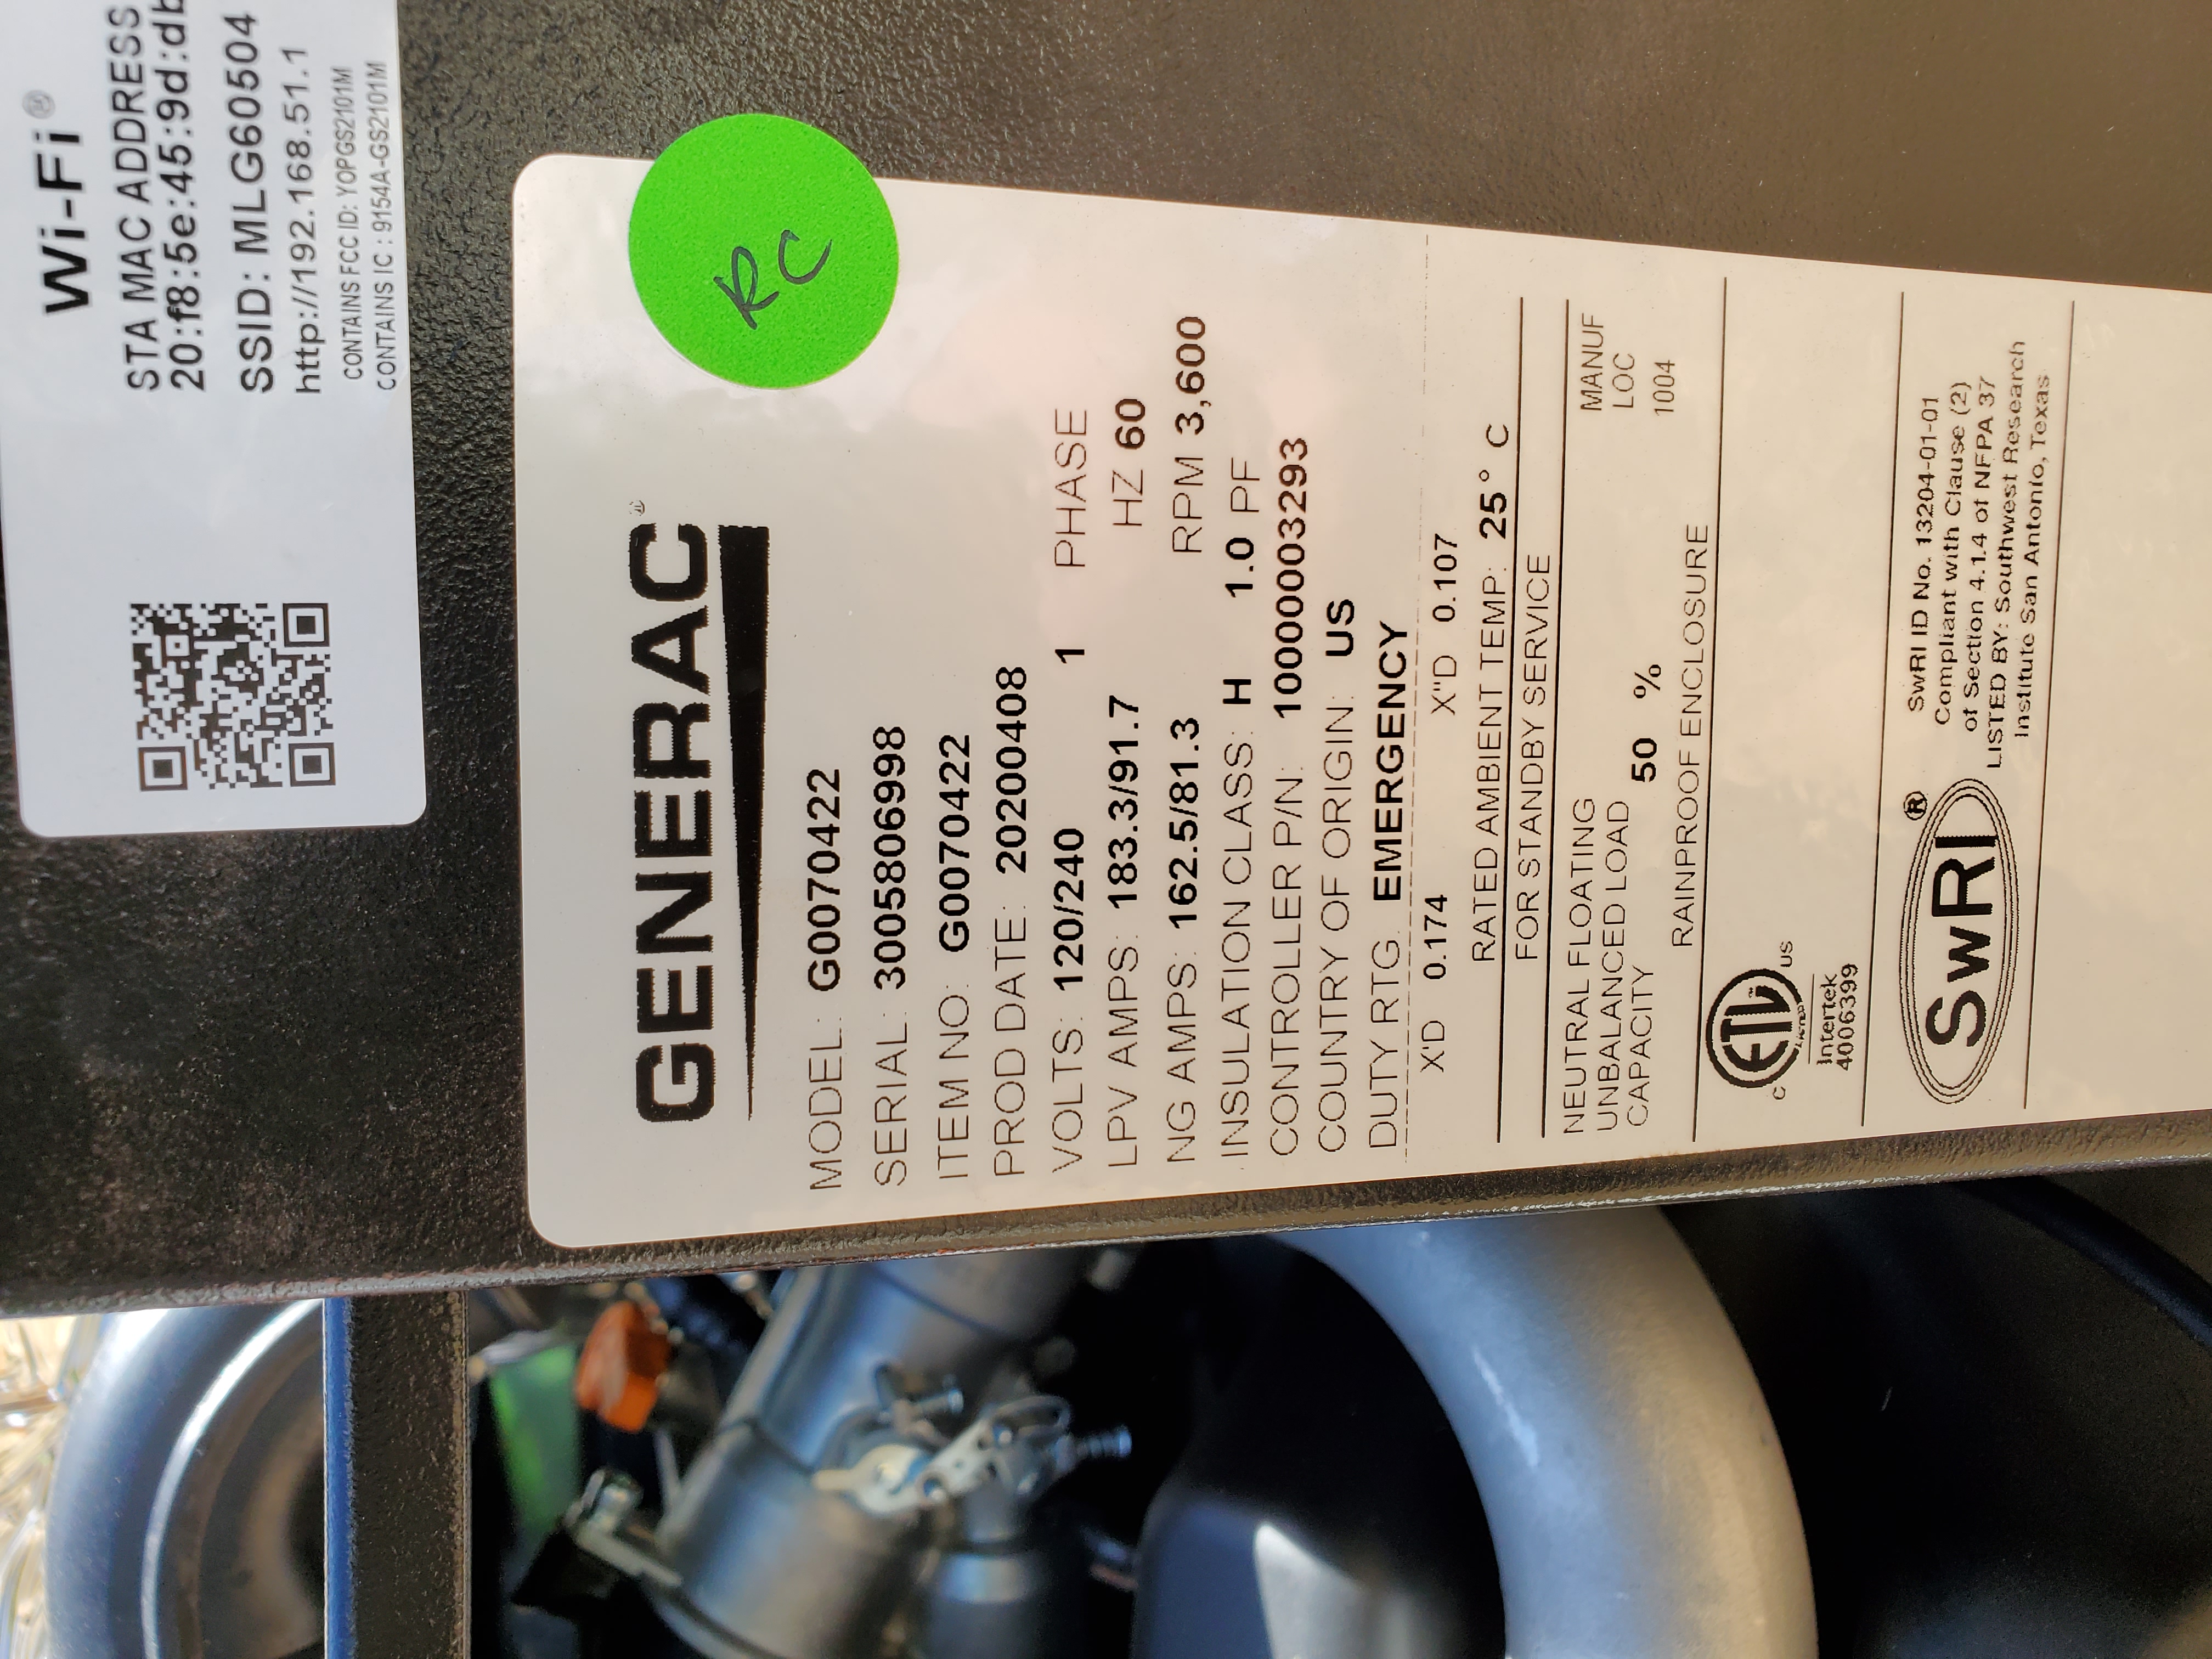 Wi-Fi®
STA MAC ADDRESS
20:f8:5e:45:9d:db
SSID: MLG60504
http://192.168.51.1
CONTAINS FCC ID: YOPGS2101M
CONTAINS IC : 9154A-GS2101M
GENERAC®
RC
MODEL: G0070422
SERIAL: 3005806998
ITEM NO: G0070422
PROD DATE: 20200408
VOLTS: 120/240 1 PHASE
LPV AMPS: 183.3/91.7 HZ 60
NG AMPS: 162.5/81.3 RPM 3,600
INSULATION CLASS: H 1.0 PF
CONTROLLER P/N: 10000003293
COUNTRY OF ORIGIN: US
DUTY RTG. EMERGENCY
X'D 0.174 X"D 0.107
RATED AMBIENT TEMP: 25° C
FOR STANDBY SERVICE
NEUTRAL FLOATING
UNBALANCED LOAD
CAPACITY 50 %
MANUF
LOC
1004
RAINPROOF ENCLOSURE
ETL
C US
LISTED
Intertek
4006399
SwRI®
SwRI ID No. 13204-01-01
Compliant with Clause (2)
of Section 4.1.4 of NFPA 37
LISTED BY: Southwest Research
Institute San Antonio, Texas